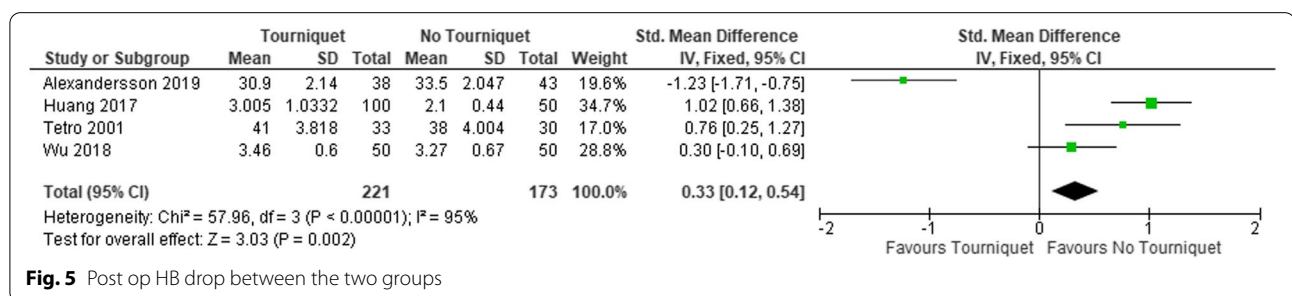 Tourniquet No Tourniquet Std. Mean Difference Std. Mean Difference
Study or Subgroup Mean SD Total Mean SD Total Weight IV, Fixed, 95% CI IV, Fixed, 95% CI
Alexandersson 2019 30.9 2.14 38 33.5 2.047 43 19.6% -1.23 [-1.71, -0.75]
Huang 2017 3.005 1.0332 100 2.1 0.44 50 34.7% 1.02 [0.66, 1.38]
Tetro 2001 41 3.818 33 38 4.004 30 17.0% 0.76 [0.25, 1.27]
Wu 2018 3.46 0.6 50 3.27 0.67 50 28.8% 0.30 [-0.10, 0.69]
Total (95% CI) 221 173 100.0% 0.33 [0.12, 0.54]
Heterogeneity: Chi² = 57.96, df = 3 (P < 0.00001); I² = 95%
Test for overall effect: Z = 3.03 (P = 0.002)
-2 -1 0 1 2
Favours Tourniquet Favours No Tourniquet
Fig. 5 Post op HB drop between the two groups